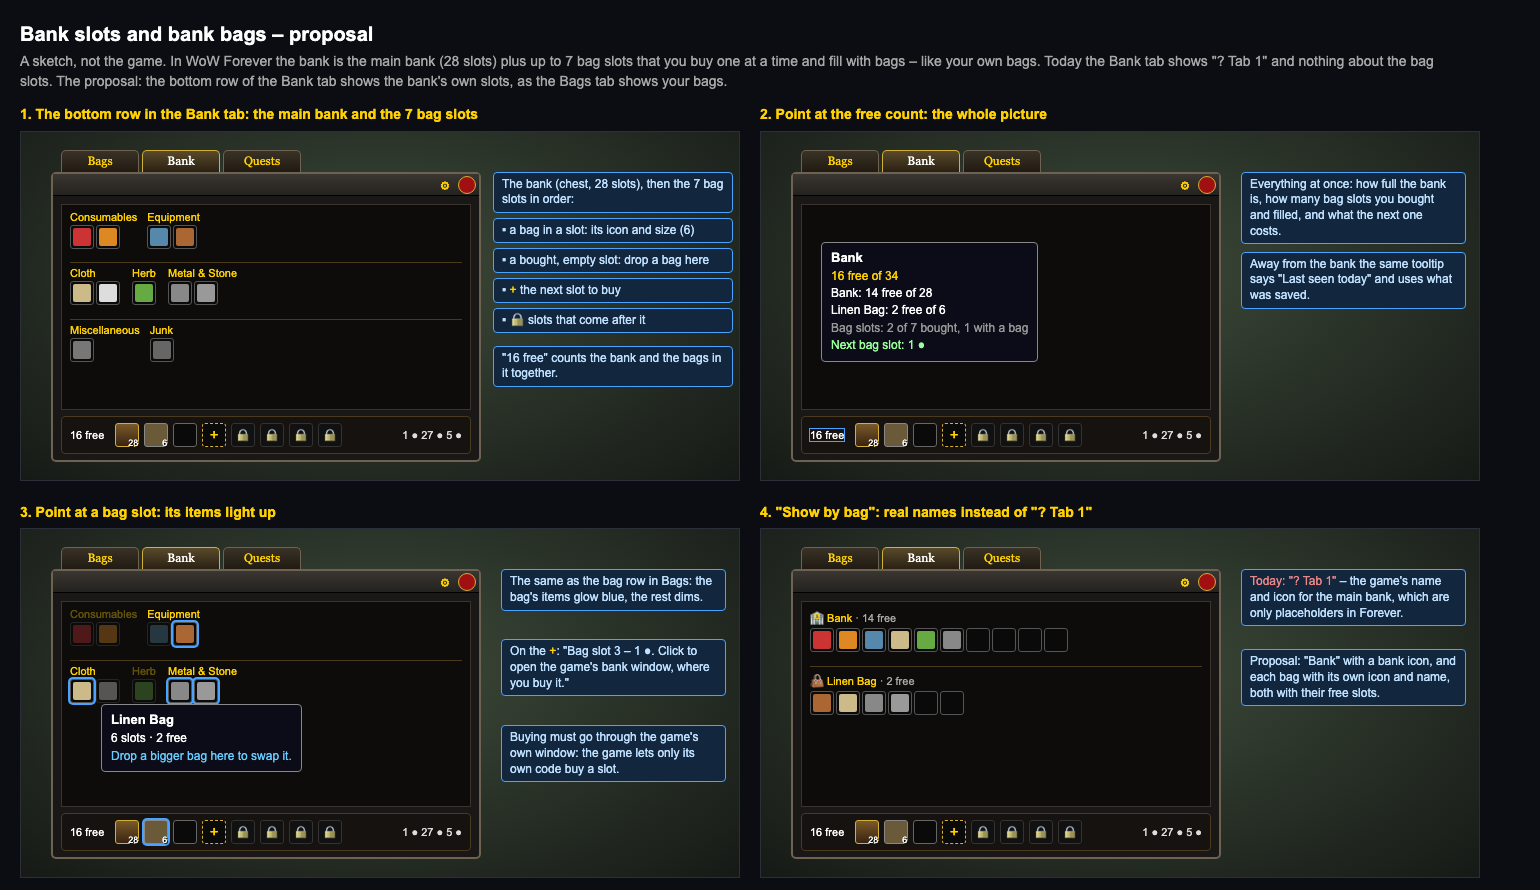 Bank slots and bank bags – proposal
A sketch, not the game. In WoW Forever the bank is the main bank (28 slots) plus up to 7 bag slots that you buy one at a time and fill with bags – like your own bags. Today the Bank tab shows "? Tab 1" and nothing about the bag
slots. The proposal: the bottom row of the Bank tab shows the bank's own slots, as the Bags tab shows your bags.
1. The bottom row in the Bank tab: the main bank and the 7 bag slots
Bags Bank Quests
Consumables Equipment
Cloth Herb Metal & Stone
Miscellaneous Junk
16 free 28 6 + 1 ● 27 ● 5 ●
The bank (chest, 28 slots), then the 7 bag
slots in order:
• a bag in a slot: its icon and size (6)
• a bought, empty slot: drop a bag here
• + the next slot to buy
• 🔒 slots that come after it
"16 free" counts the bank and the bags in
it together.
2. Point at the free count: the whole picture
Bags Bank Quests
Bank
16 free of 34
Bank: 14 free of 28
Linen Bag: 2 free of 6
Bag slots: 2 of 7 bought, 1 with a bag
Next bag slot: 1 ●
16 free 28 6 + 1 ● 27 ● 5 ●
Everything at once: how full the bank
is, how many bag slots you bought
and filled, and what the next one
costs.
Away from the bank the same tooltip
says "Last seen today" and uses what
was saved.
3. Point at a bag slot: its items light up
Bags Bank Quests
Consumables Equipment
Cloth Herb Metal & Stone
Linen Bag
6 slots · 2 free
Drop a bigger bag here to swap it.
16 free 28 6 + 1 ● 27 ● 5 ●
The same as the bag row in Bags: the
bag's items glow blue, the rest dims.
On the +: "Bag slot 3 – 1 ●. Click to
open the game's bank window, where
you buy it."
Buying must go through the game's
own window: the game lets only its
own code buy a slot.
4. "Show by bag": real names instead of "? Tab 1"
Bags Bank Quests
Bank · 14 free
Linen Bag · 2 free
16 free 28 6 + 1 ● 27 ● 5 ●
Today: "? Tab 1" – the game's name
and icon for the main bank, which are
only placeholders in Forever.
Proposal: "Bank" with a bank icon, and
each bag with its own icon and name,
both with their free slots.